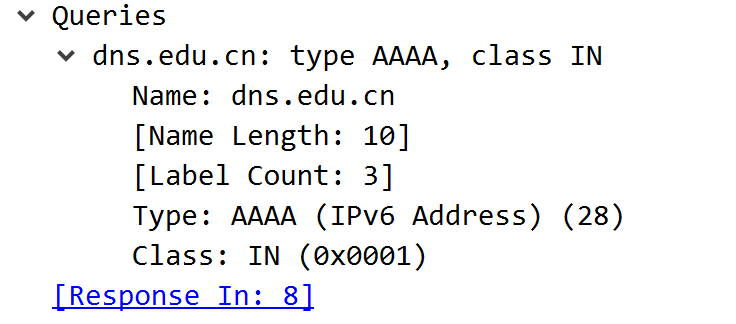 Queries
dns.edu.cn: type AAAA, class IN
Name: dns.edu.cn
[Name Length: 10]
[Label Count: 3]
Type: AAAA (IPv6 Address) (28)
Class: IN (0x0001)
[Response In: 8]